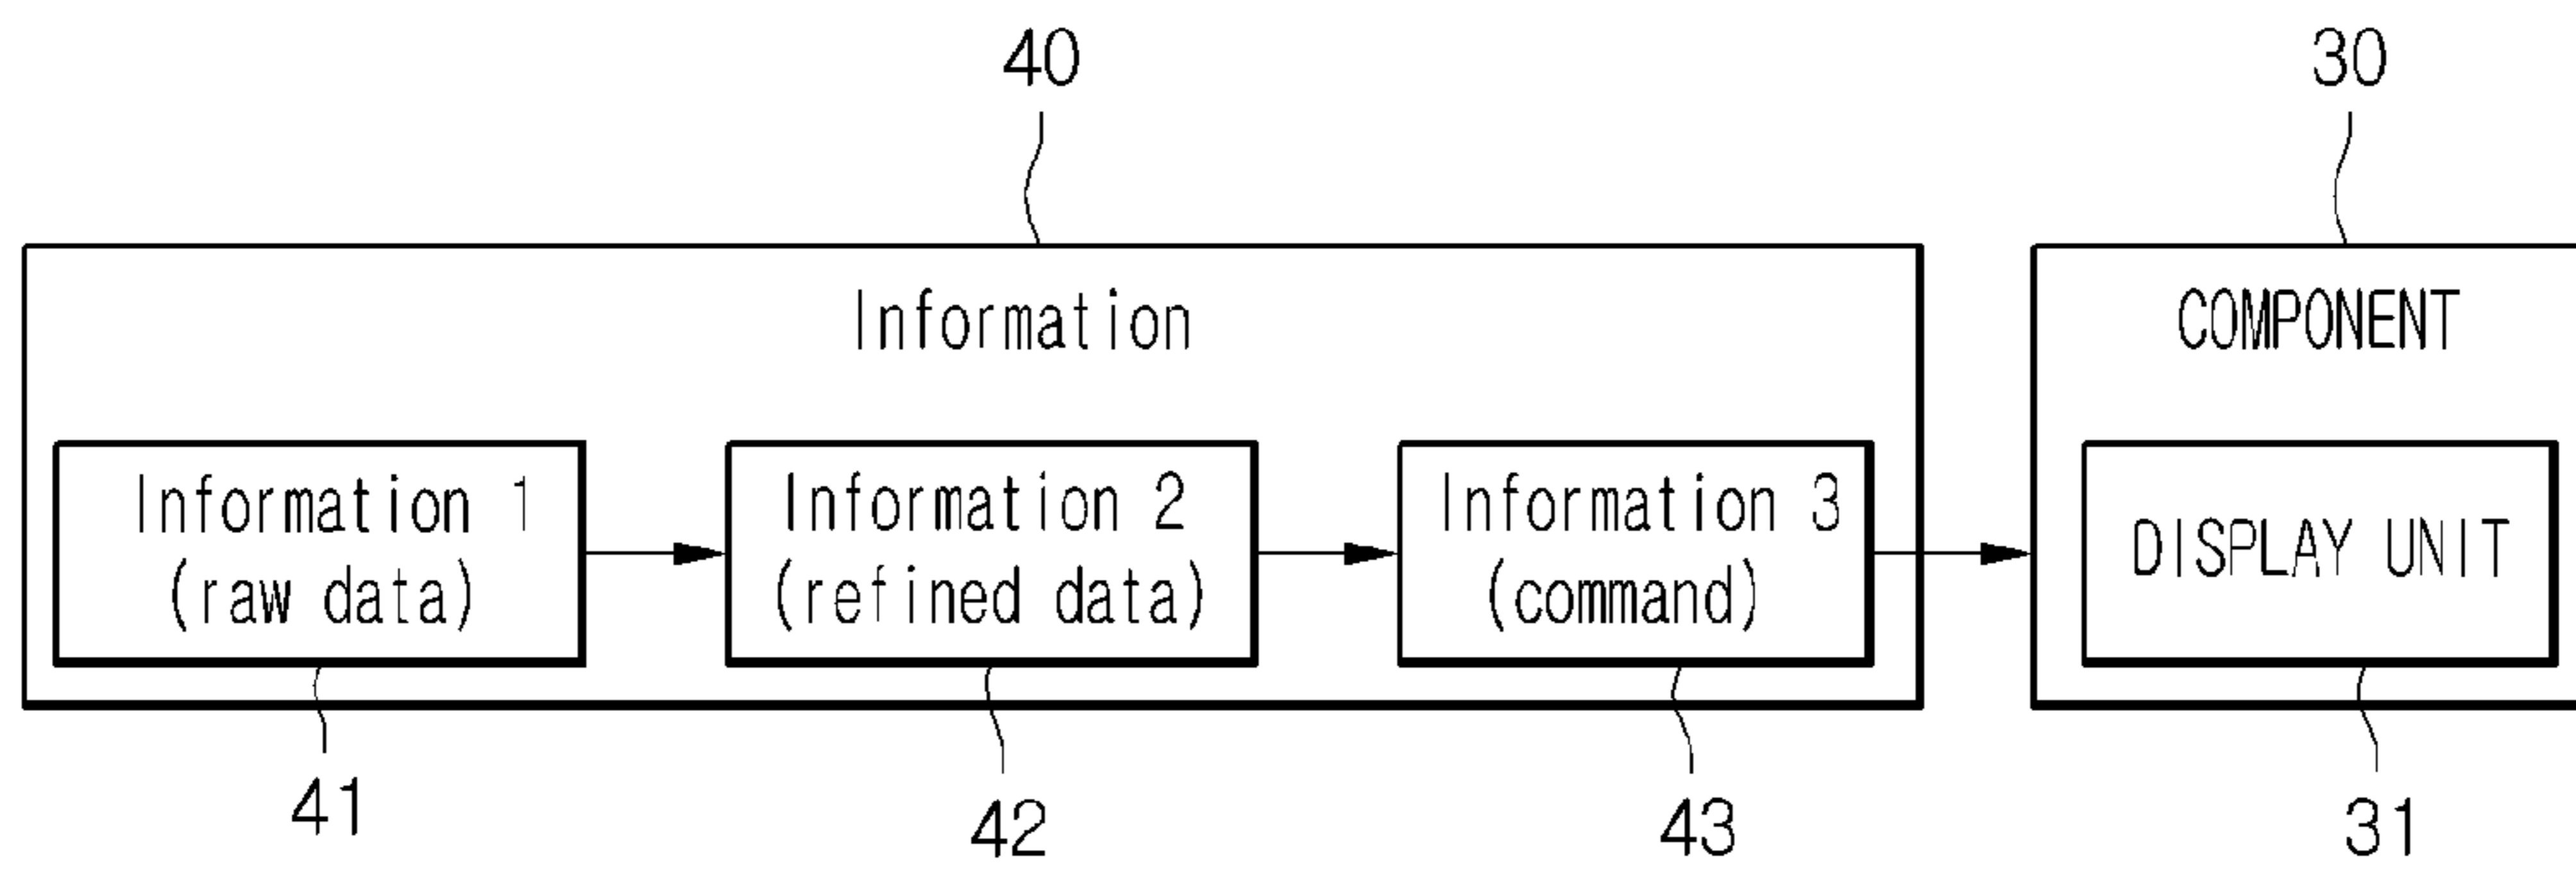 40
30
Information
COMPONENT
Information 1
(raw data)
Information 2
(refined data)
Information 3
(command)
DISPLAY UNIT
41
42
43
31